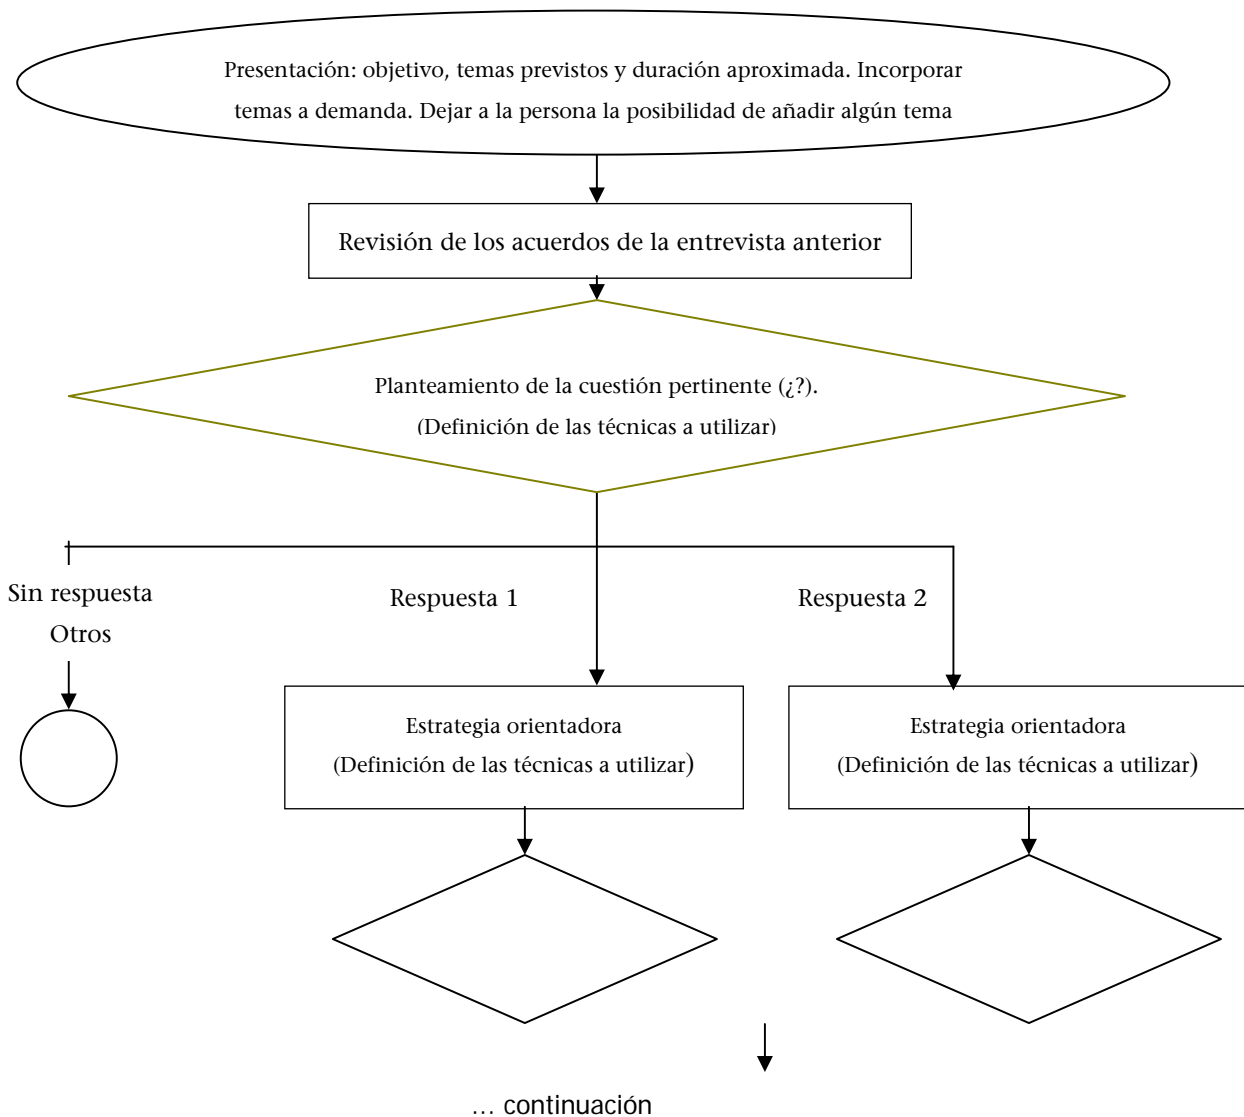 Presentación: objetivo, temas previstos y duración aproximada. Incorporar
temas a demanda. Dejar a la persona la posibilidad de añadir algún tema
Revisión de los acuerdos de la entrevista anterior
Planteamiento de la cuestión pertinente (¿?).
(Definición de las técnicas a utilizar)
Sin respuesta
Otros
Respuesta 1
Respuesta 2
Estrategia orientadora
(Definición de las técnicas a utilizar)
Estrategia orientadora
(Definición de las técnicas a utilizar)
... continuación